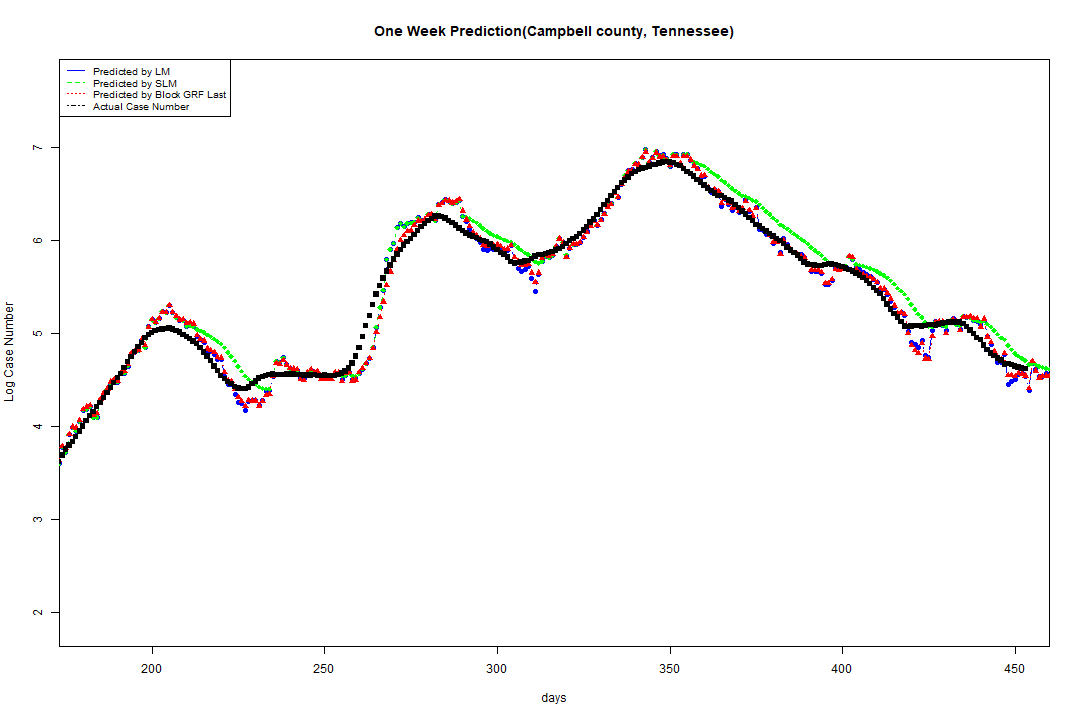 One Week Prediction(Campbell county, Tennessee)
Predicted by LM
Predicted by SLM
Predicted by Block GRF Last
Actual Case Number
7
6
5
4
3
2
Log Case Number
200 250 300 350 400 450
days